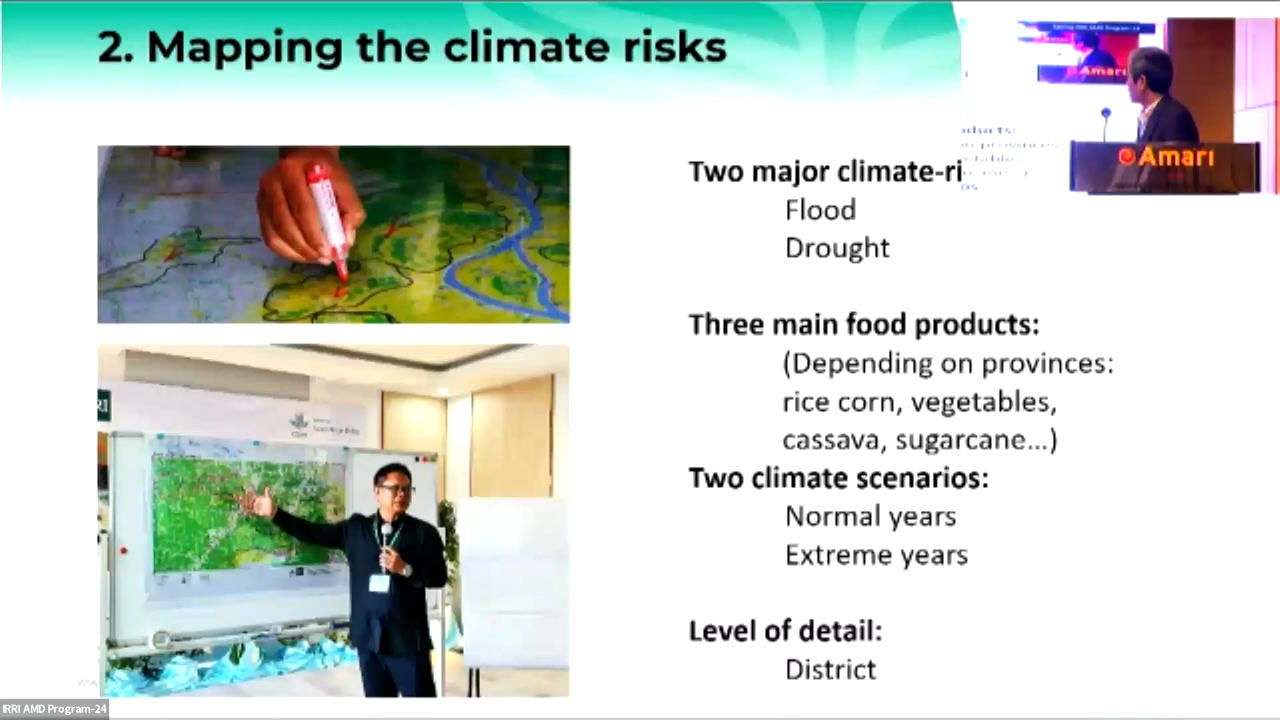 2. Mapping the climate risks
Amari
Amari
Two major climate-ri
Flood
Drought
Three main food products:
(Depending on provinces:
rice corn, vegetables,
cassava, sugarcane...)
Two climate scenarios:
Normal years
Extreme years
Level of detail:
District
IRRI AMD Program-24